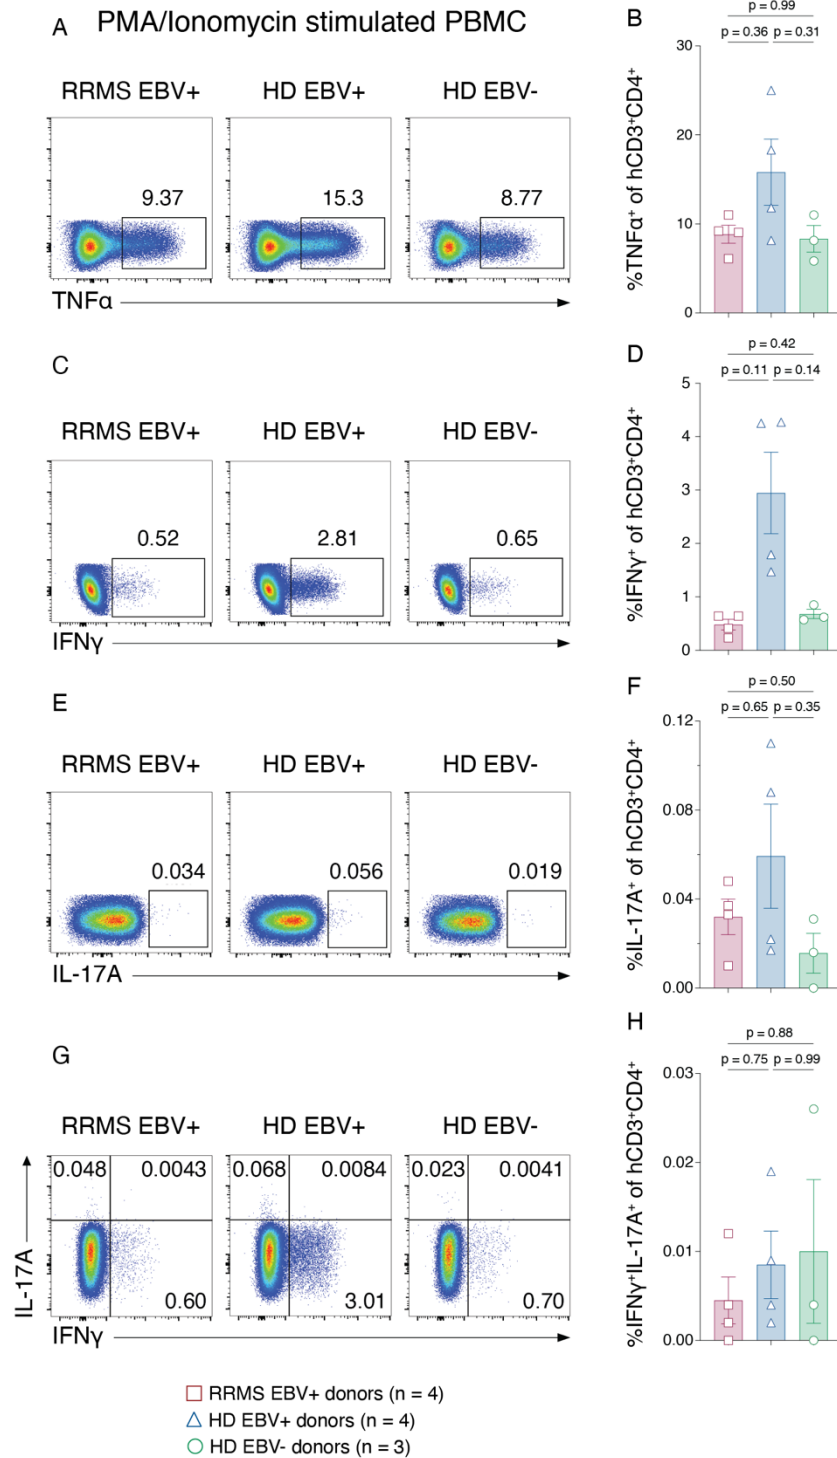 A PMA/Ionomycin stimulated PBMC
RRMS EBV+ HD EBV+ HD EBV-
9.37 15.3 8.77
TNFα
B
p = 0.99
p = 0.36 p = 0.31
30
20
10
0
%TNFα⁺ of hCD3⁺CD4⁺
C
RRMS EBV+ HD EBV+ HD EBV-
0.52 2.81 0.65
IFNγ
D
p = 0.42
p = 0.11 p = 0.14
5
4
3
2
1
0
%IFNγ⁺ of hCD3⁺CD4⁺
E
RRMS EBV+ HD EBV+ HD EBV-
0.034 0.056 0.019
IL-17A
F
p = 0.50
p = 0.65 p = 0.35
0.12
0.08
0.04
0.00
%IL-17A⁺ of hCD3⁺CD4⁺
G
RRMS EBV+ HD EBV+ HD EBV-
0.048 0.0043 0.068 0.0084 0.023 0.0041
0.60 3.01 0.70
IL-17A
IFNγ
H
p = 0.88
p = 0.75 p = 0.99
0.03
0.02
0.01
0.00
%IFNγ⁺IL-17A⁺ of hCD3⁺CD4⁺
RRMS EBV+ donors (n = 4)
HD EBV+ donors (n = 4)
HD EBV- donors (n = 3)